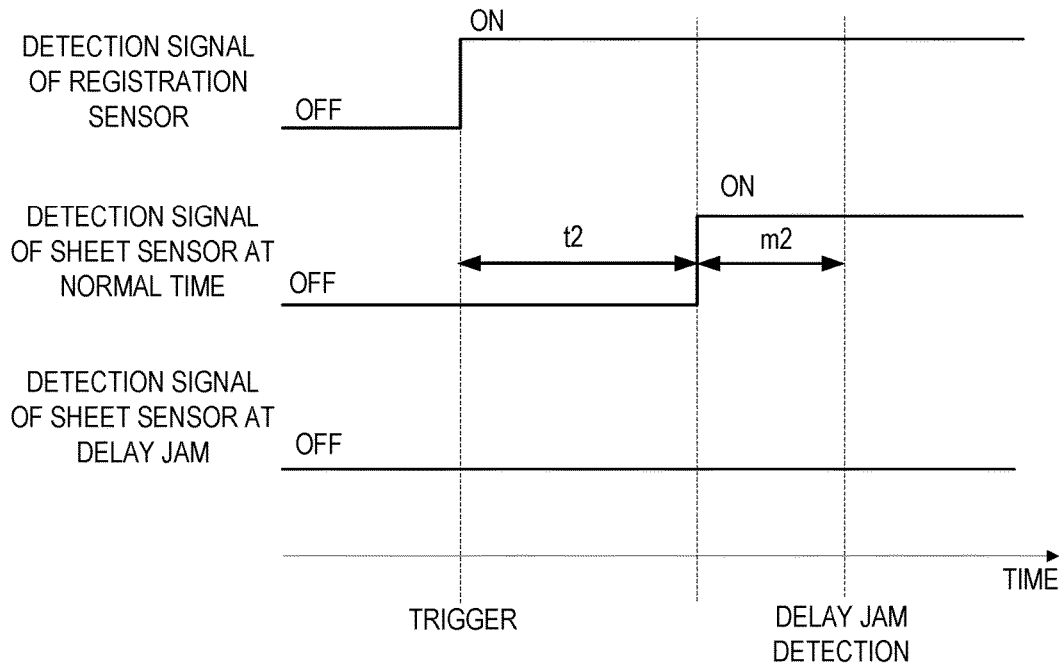 ON
DETECTION SIGNAL
OF REGISTRATION
SENSOR
OFF
ON
DETECTION SIGNAL
OF SHEET SENSOR AT
NORMAL TIME
t2
m2
OFF
DETECTION SIGNAL
OF SHEET SENSOR AT
DELAY JAM
OFF
TIME
TRIGGER
DELAY JAM
DETECTION